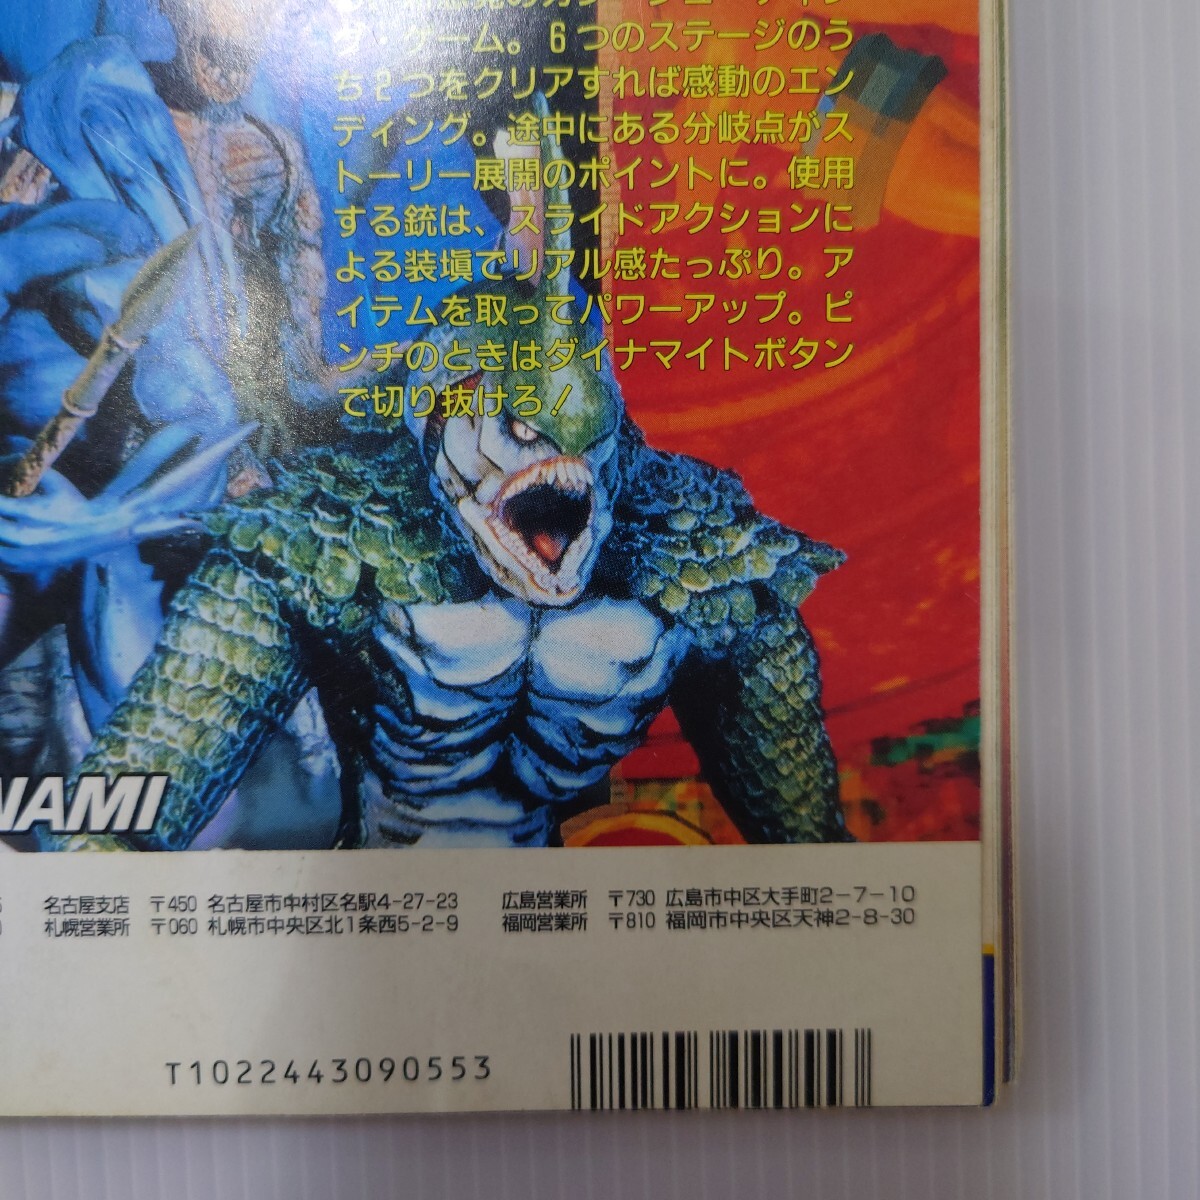 グ・ゲーム。6つのステージのう
ち2つをクリアすれば感動のエン
ディング。途中にある分岐点がス
トーリー展開のポイントに。使用
する銃は、スライドアクションに
よる装塡でリアル感たっぷり。ア
イテムを取ってパワーアップ。ピ
ンチのときはダイナマイトボタン
で切り抜けろ!
NAMI
名古屋支店 〒450 名古屋市中村区名駅4-27-23 広島営業所 〒730 広島市中区大手町2-7-10
札幌営業所 〒060 札幌市中央区北1条西5-2-9 福岡営業所 〒810 福岡市中央区天神2-8-30
T1022443090553